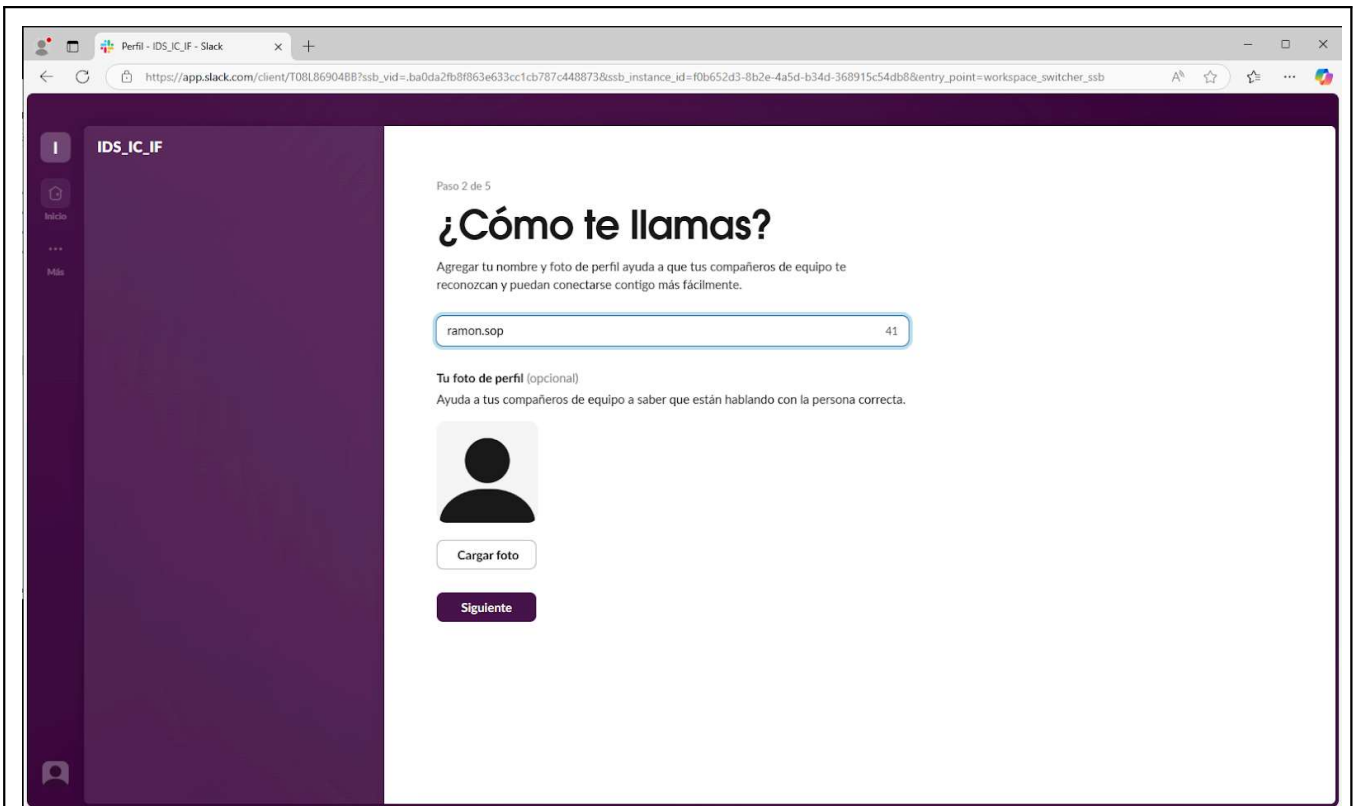 Perfil - IDS_IC_IF - Slack
https://app.slack.com/client/T08L86904BB?ssb_vid=.ba0da2fb8f863e633cc1cb787c448873&ssb_instance_id=f0b652d3-8b2e-4a5d-b34d-368915c54db8&entry_point=workspace_switcher_ssb
I
IDS_IC_IF
Inicio
Más
Paso 2 de 5
¿Cómo te llamas?
Agregar tu nombre y foto de perfil ayuda a que tus compañeros de equipo te
reconozcan y puedan conectarse contigo más fácilmente.
ramon.sop 41
Tu foto de perfil (opcional)
Ayuda a tus compañeros de equipo a saber que están hablando con la persona correcta.
Cargar foto
Siguiente